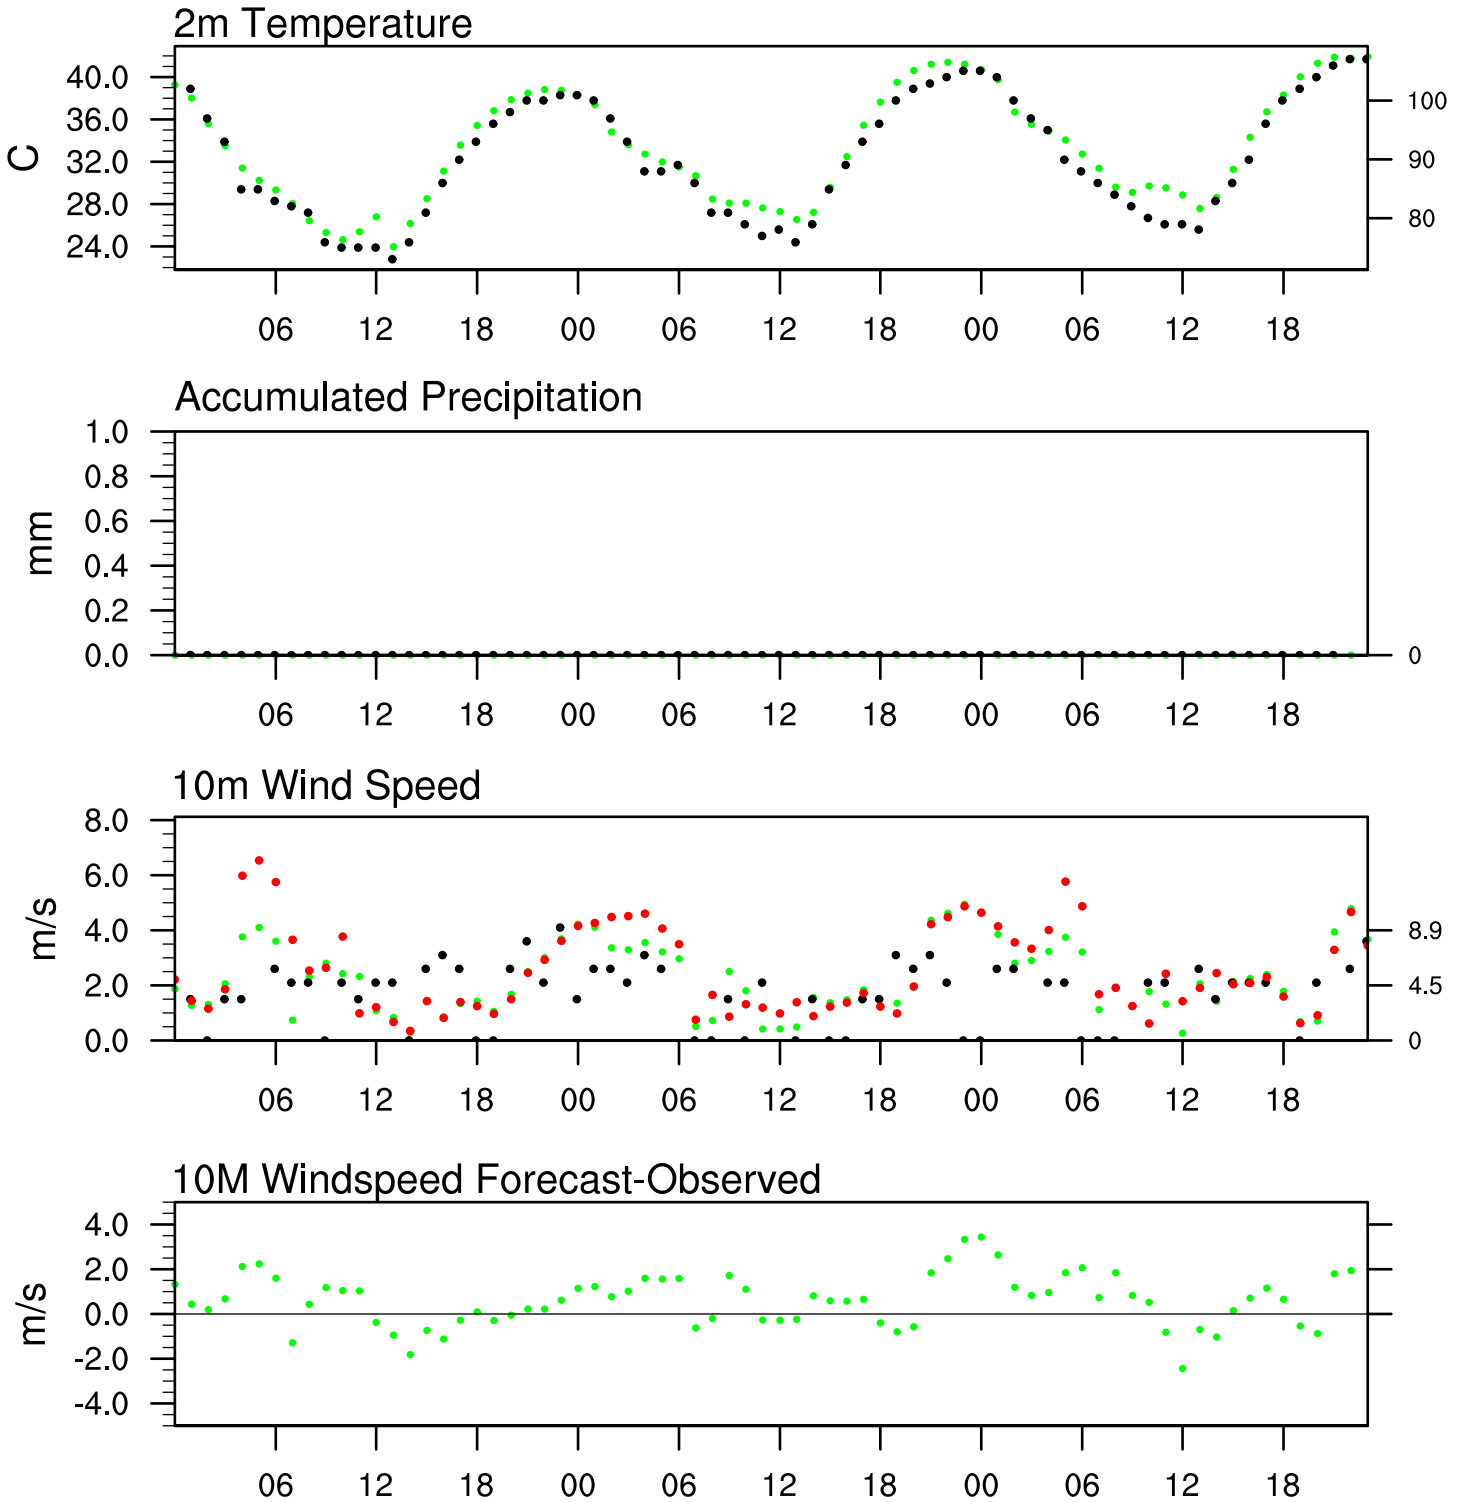 2m Temperature
40.0
36.0
32.0
28.0
24.0
C
100
90
80
06 12 18 00 06 12 18 00 06 12 18
Accumulated Precipitation
1.0
0.8
0.6
0.4
0.2
0.0
mm
0
06 12 18 00 06 12 18 00 06 12 18
10m Wind Speed
8.0
6.0
4.0
2.0
0.0
m/s
8.9
4.5
0
06 12 18 00 06 12 18 00 06 12 18
10M Windspeed Forecast-Observed
4.0
2.0
0.0
-2.0
-4.0
m/s
06 12 18 00 06 12 18 00 06 12 18